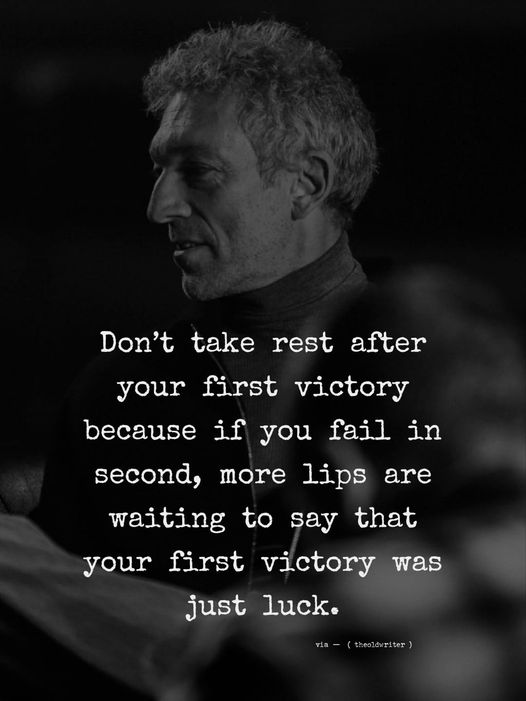 Don't take rest after
your first victory
because if you fail in
second, more lips are
waiting to say that
your first victory was
just luck.
via — ( theoldwriter )